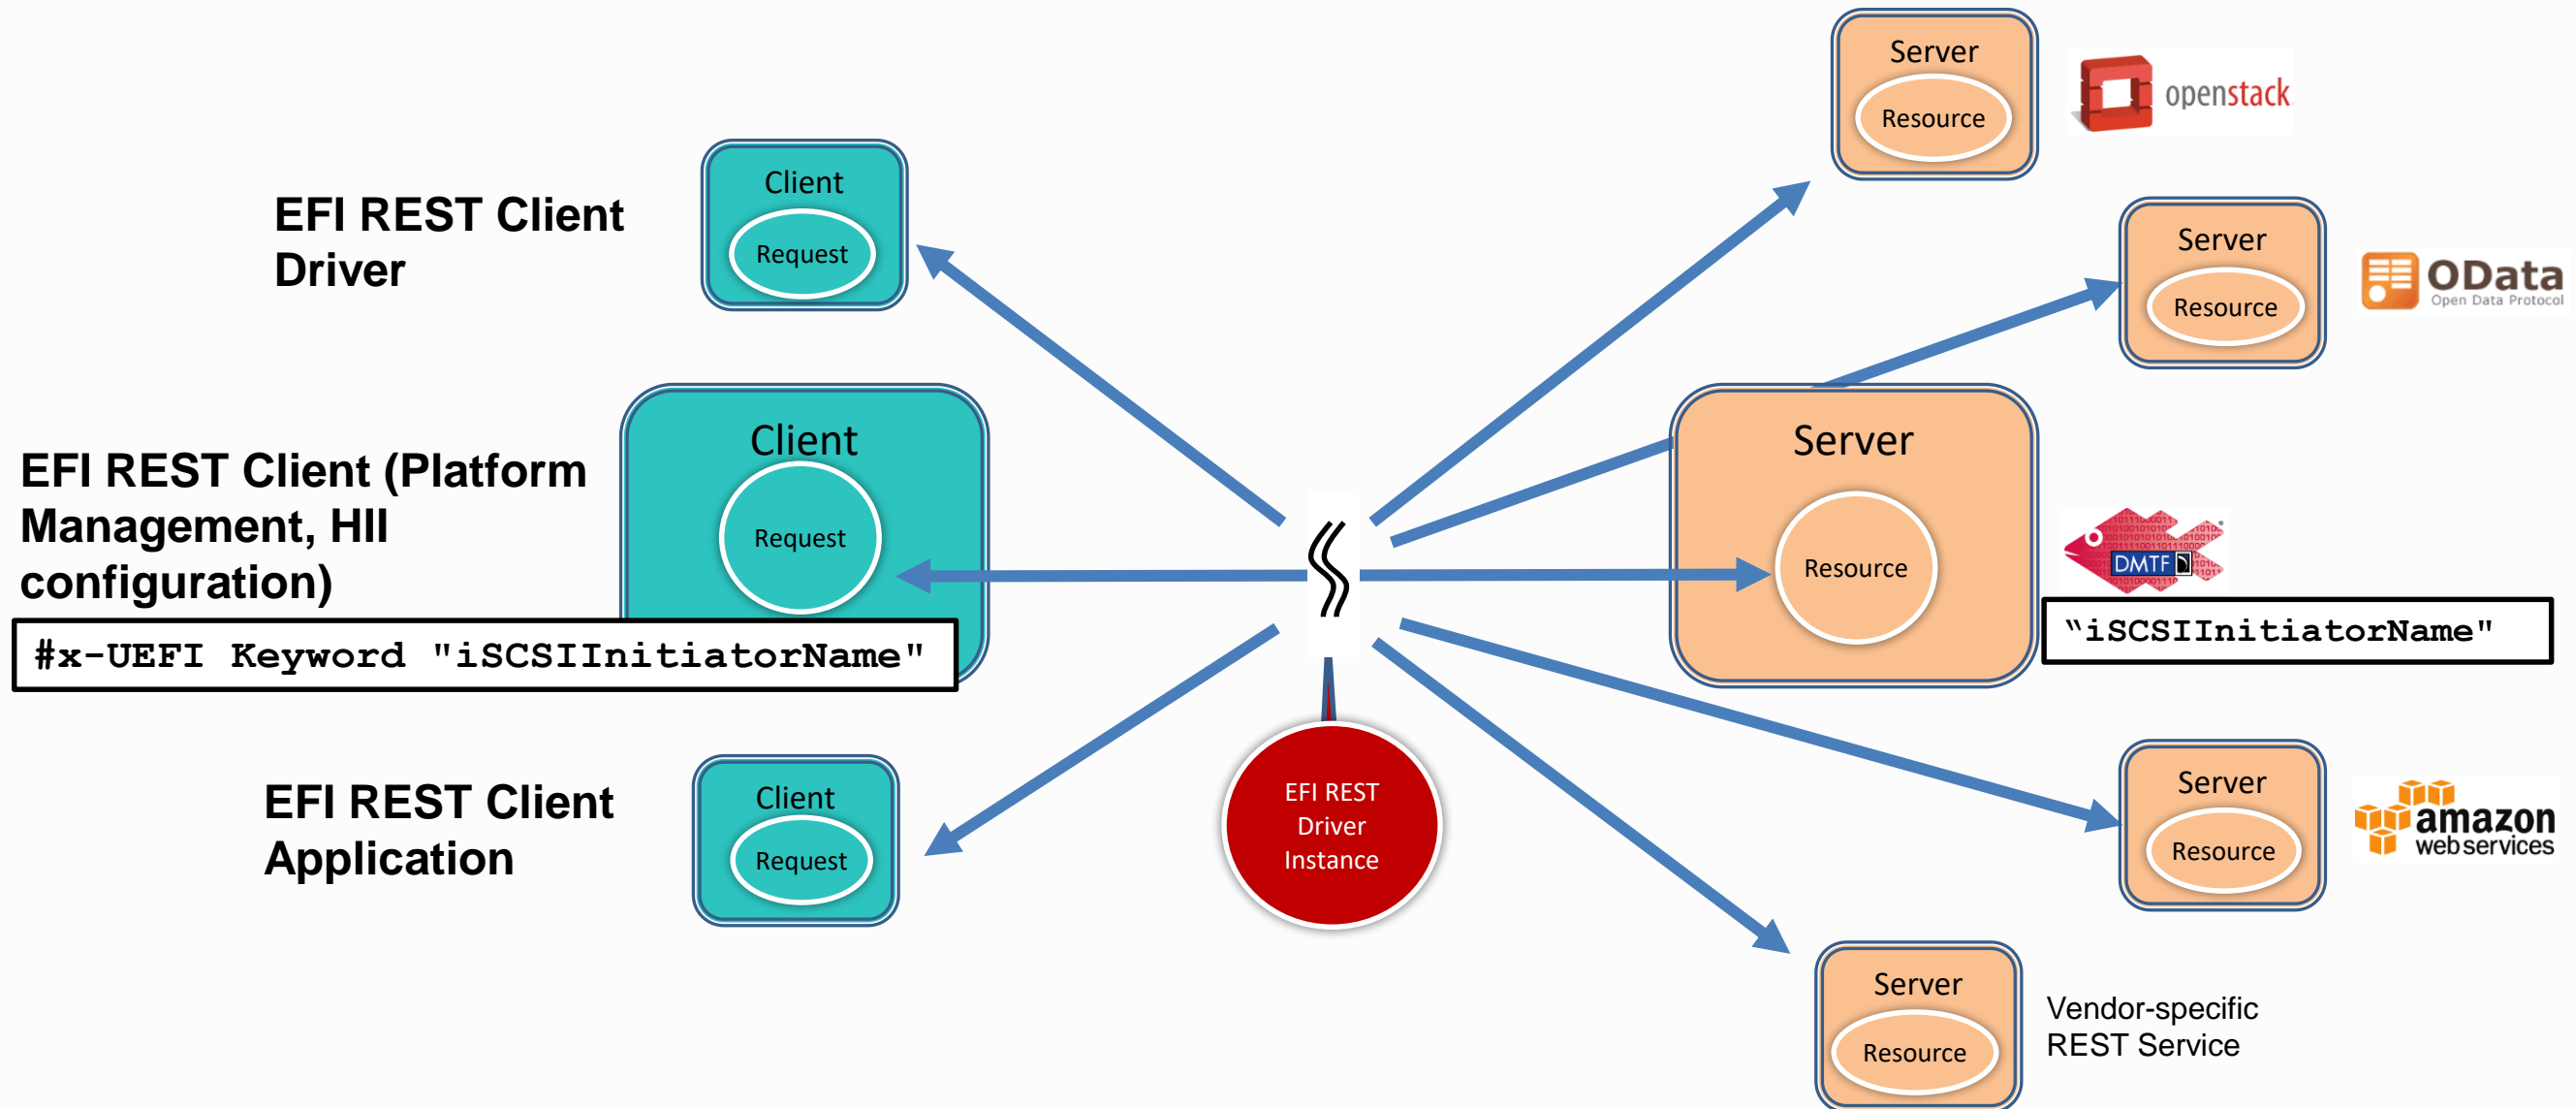 Server
Resource
openstack
Client
Request
EFI REST Client
Driver
Server
Resource
OData
Open Data Protocol
Client
Request
EFI REST Client (Platform
Management, HII
configuration)
#x-UEFI Keyword "iSCSIInitiatorName"
Server
Resource
DMTF
“iSCSIInitiatorName"
EFI REST Client
Application
Client
Request
EFI REST
Driver
Instance
Server
Resource
amazon
webservices
Server
Resource
Vendor-specific
REST Service